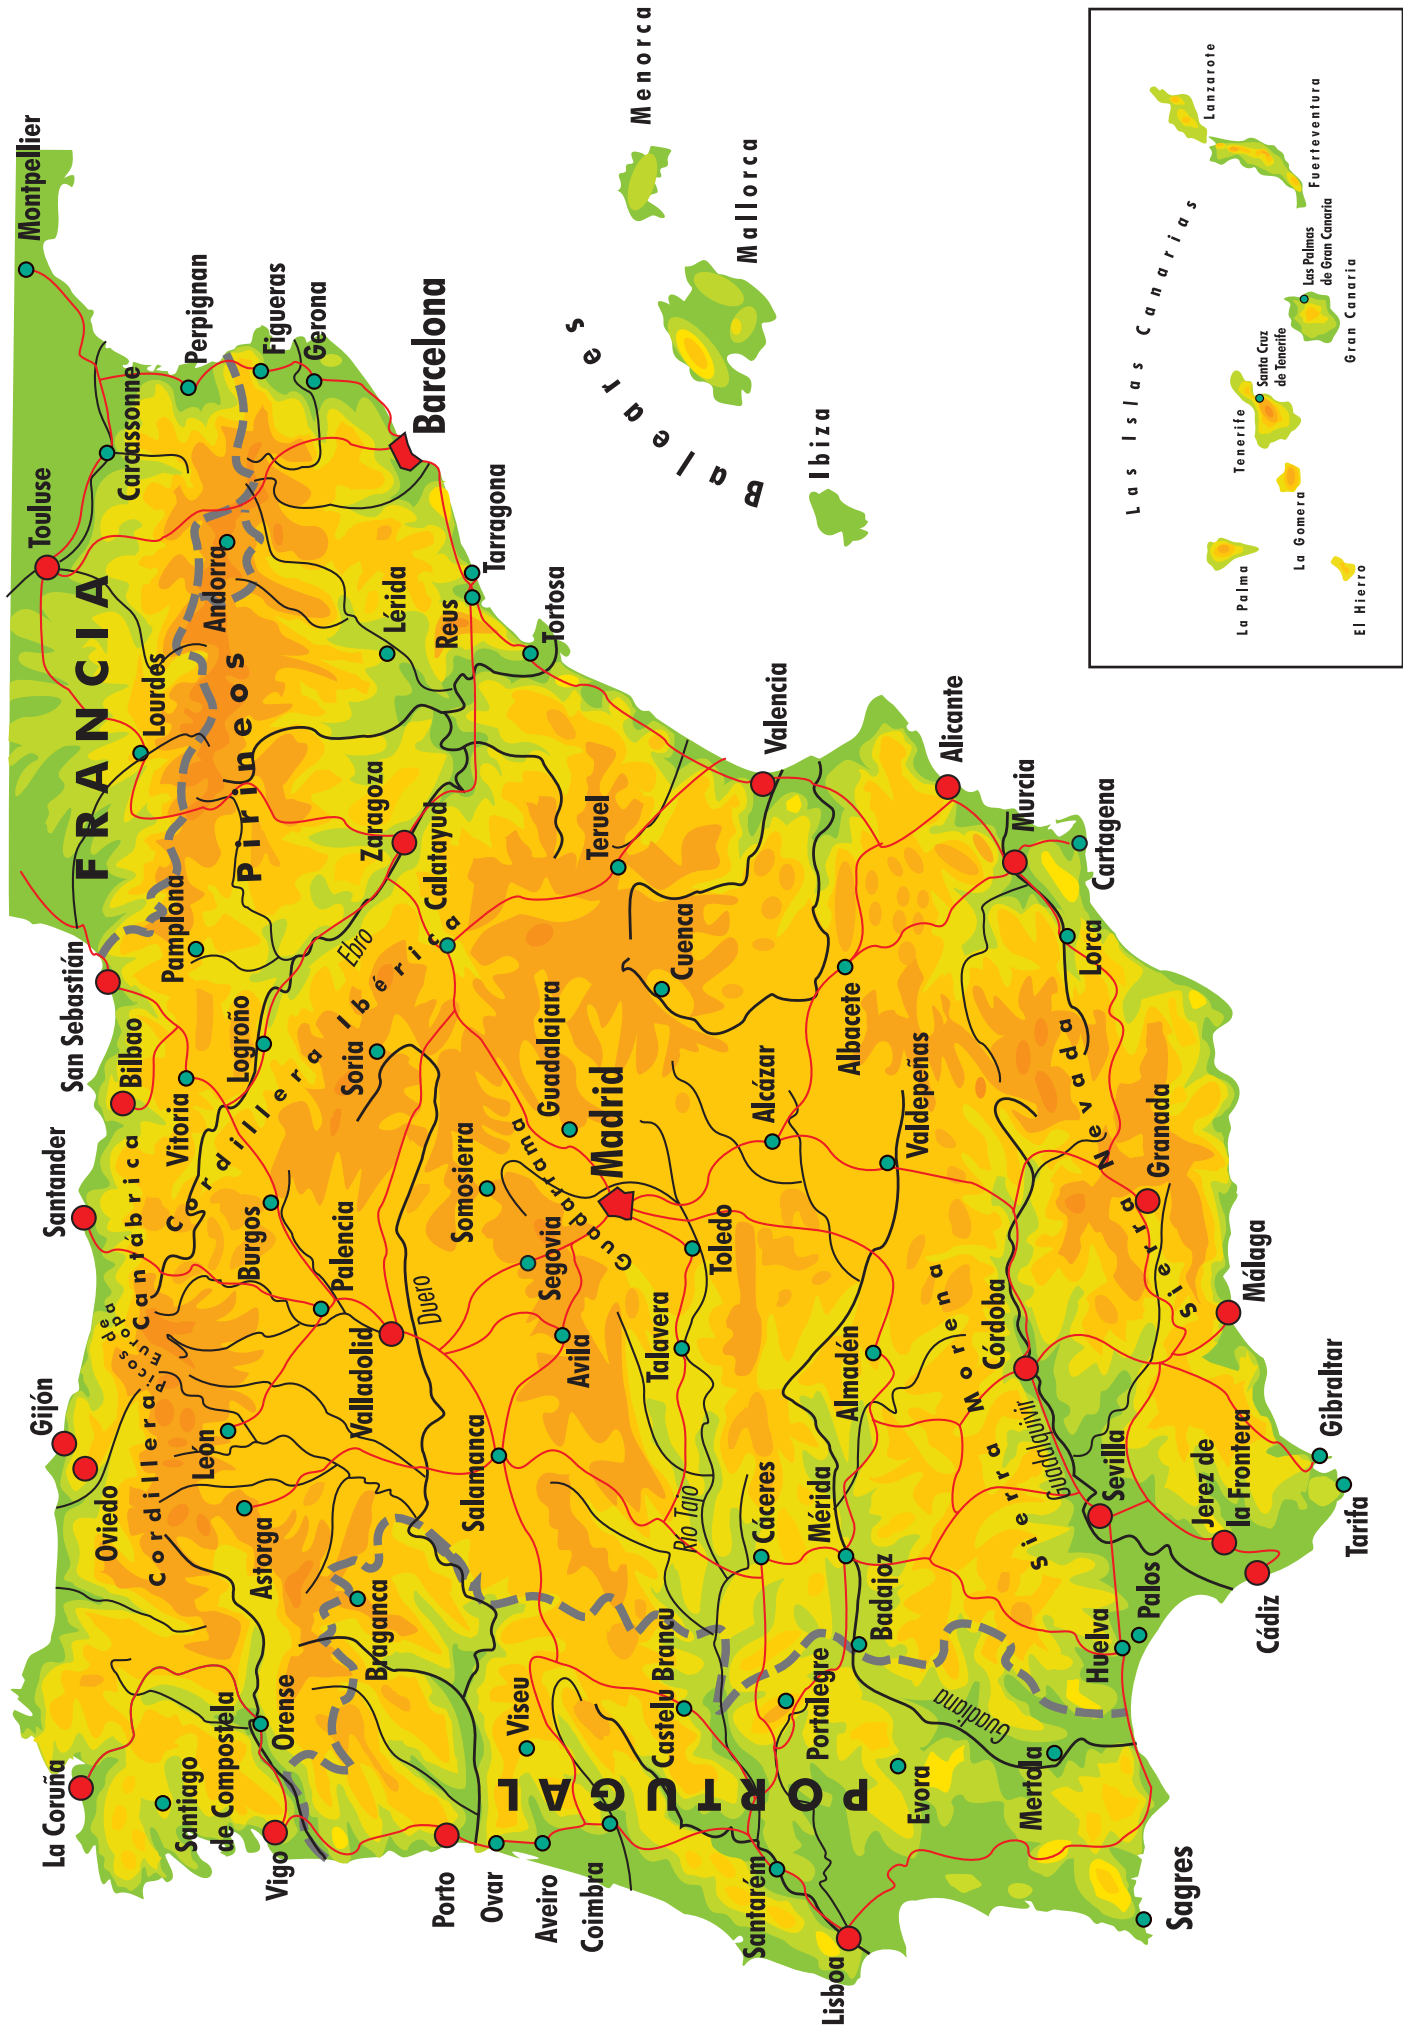 FRANCIA
Montpellier
Touluse
Carcassonne
Perpignan
Lourdes
Andorra
Pirineos
Figueras
Gerona
Barcelona
Lérida
Reus
Tarragona
Tortosa
Zaragoza
Calatayud
Ebro
Pamplona
San Sebastián
Bilbao
Vitoria
Logroño
Cordillera Ibérica
Soria
Santander
Burgos
Palencia
Cordillera Cantábrica
Picos de
Europa
Gijón
Oviedo
León
Astorga
Valladolid
Duero
La Coruña
Santiago
de Compostela
Orense
Vigo
PORTUGAL
Braganca
Porto
Ovar
Aveiro
Viseu
Coimbra
Castelu Brancu
Portalegre
Santarém
Lisboa
Evora
Mertola
Guadiana
Sagres
Salamanca
Avila
Segovia
Somosierra
Guadarrama
Guadalajara
Madrid
Toledo
Talavera
Rio Tajo
Cáceres
Mérida
Badajoz
Almadén
Alcázar
Valdepeñas
Cuenca
Teruel
Valencia
Albacete
Alicante
Murcia
Cartagena
Lorca
Sierra Morena
Córdoba
Guadalquivir
Sevilla
Huelva
Palos
Jerez de
la Frontera
Cádiz
Tarifa
Gibraltar
Málaga
Granada
Sierra Nevada
Baleares
Menorca
Mallorca
Ibiza
Las Islas Canarias
Lanzarote
Fuerteventura
Las Palmas
de Gran Canaria
Gran Canaria
Santa Cruz
de Tenerife
Tenerife
La Gomera
La Palma
El Hierro